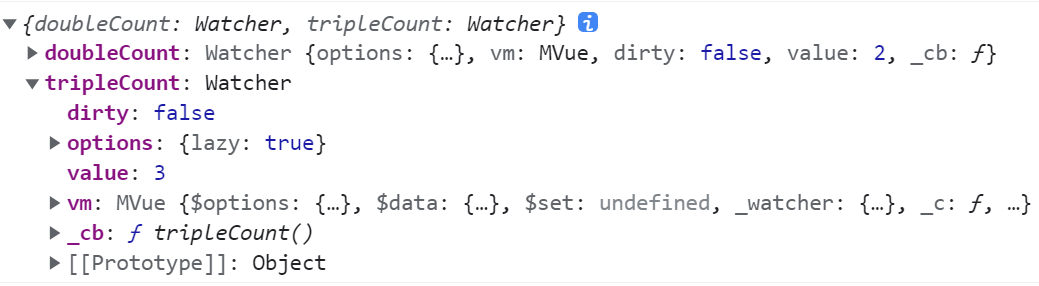 ▼{doubleCount: Watcher, tripleCount: Watcher} i
▶doubleCount: Watcher {options: {…}, vm: MVue, dirty: false, value: 2, _cb: ƒ}
▼tripleCount: Watcher
dirty: false
▶options: {lazy: true}
value: 3
▶vm: MVue {$options: {…}, $data: {…}, $set: undefined, _watcher: {…}, _c: ƒ, …}
▶_cb: ƒ tripleCount()
▶[[Prototype]]: Object